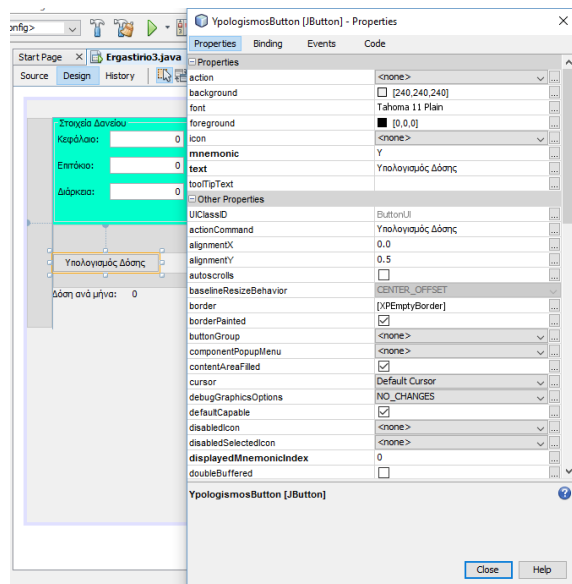 nfig>
YpologismosButton [JButton] - Properties
Properties Binding Events Code
Start Page Ergastirio3.java
Source Design History
Στοιχεία Δανείου
Κεφάλαιο: 0
Επιτόκιο: 0
Διάρκεια: 0
Υπολογισμός Δόσης
Δόση ανά μήνα: 0
Properties
action <none> ...
background [240,240,240] ...
font Tahoma 11 Plain ...
foreground [0,0,0] ...
icon <none> ...
mnemonic Y ...
text Υπολογισμός Δόσης ...
toolTipText ...
Other Properties
UIClassID ButtonUI ...
actionCommand Υπολογισμός Δόσης ...
alignmentX 0.0 ...
alignmentY 0.5 ...
autoscrolls ...
baselineResizeBehavior CENTER_OFFSET ...
border [XPEmptyBorder] ...
borderPainted ...
buttonGroup <none> ...
componentPopupMenu <none> ...
contentAreaFilled ...
cursor Default Cursor ...
debugGraphicsOptions NO_CHANGES ...
defaultCapable ...
disabledIcon <none> ...
disabledSelectedIcon <none> ...
displayedMnemonicIndex 0 ...
doubleBuffered ...
YpologismosButton [JButton]
Close Help